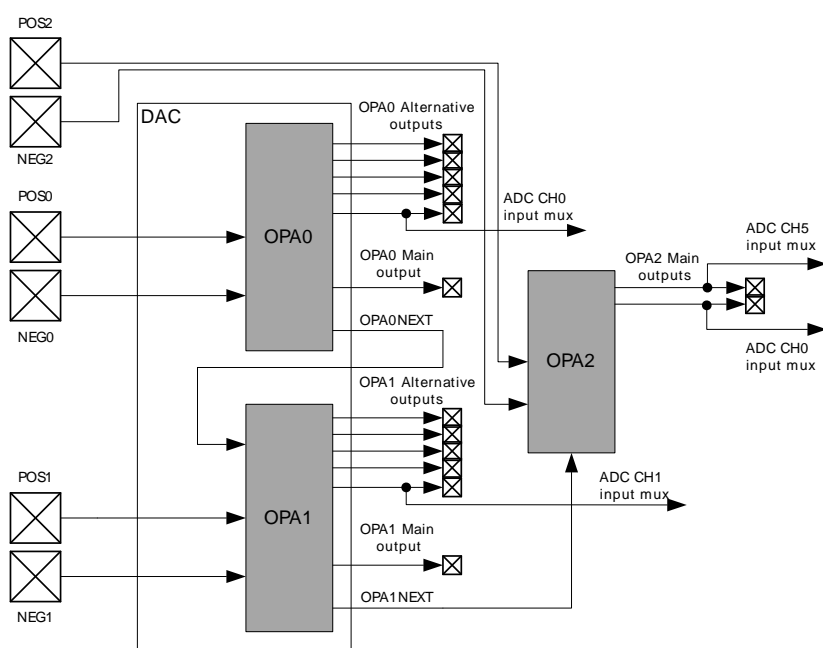 POS2
NEG2
POS0
NEG0
POS1
NEG1
DAC
OPA0
OPA0 Alternative
outputs
ADC CH0
input mux
OPA0 Main
output
OPA0NEXT
OPA1
OPA1 Alternative
outputs
ADC CH1
input mux
OPA1 Main
output
OPA1NEXT
OPA2
OPA2 Main
outputs
ADC CH5
input mux
ADC CH0
input mux